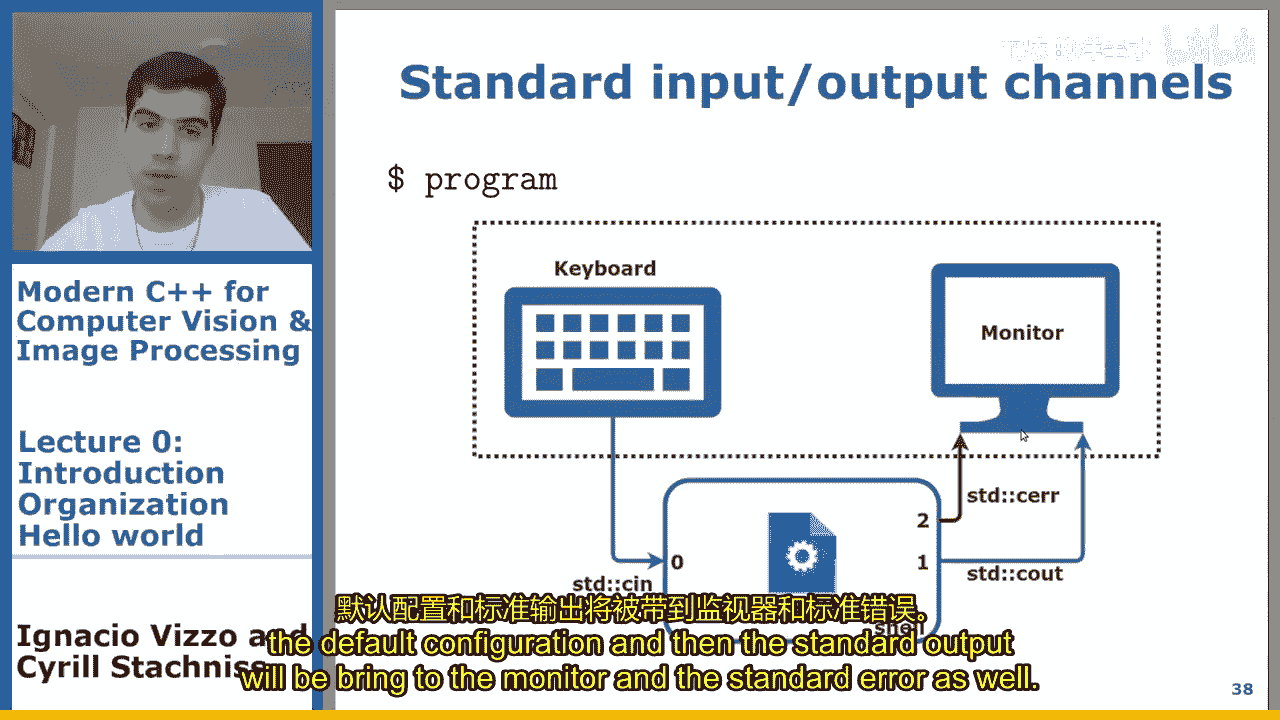 Standard input/output channels
$ program
Keyboard
Monitor
std::cerr
2
0
1
std::cin
std::cout
shell
Modern C++ for
Computer Vision &
Image Processing
Lecture 0:
Introduction
Organization
Hello world
Ignacio Vizzo and
Cyrill Stachniss
默认配置和标准输出将被带到监视器和标准错误。
the default configuration and then the standard output
will be bring to the monitor and the standard error as well.
38